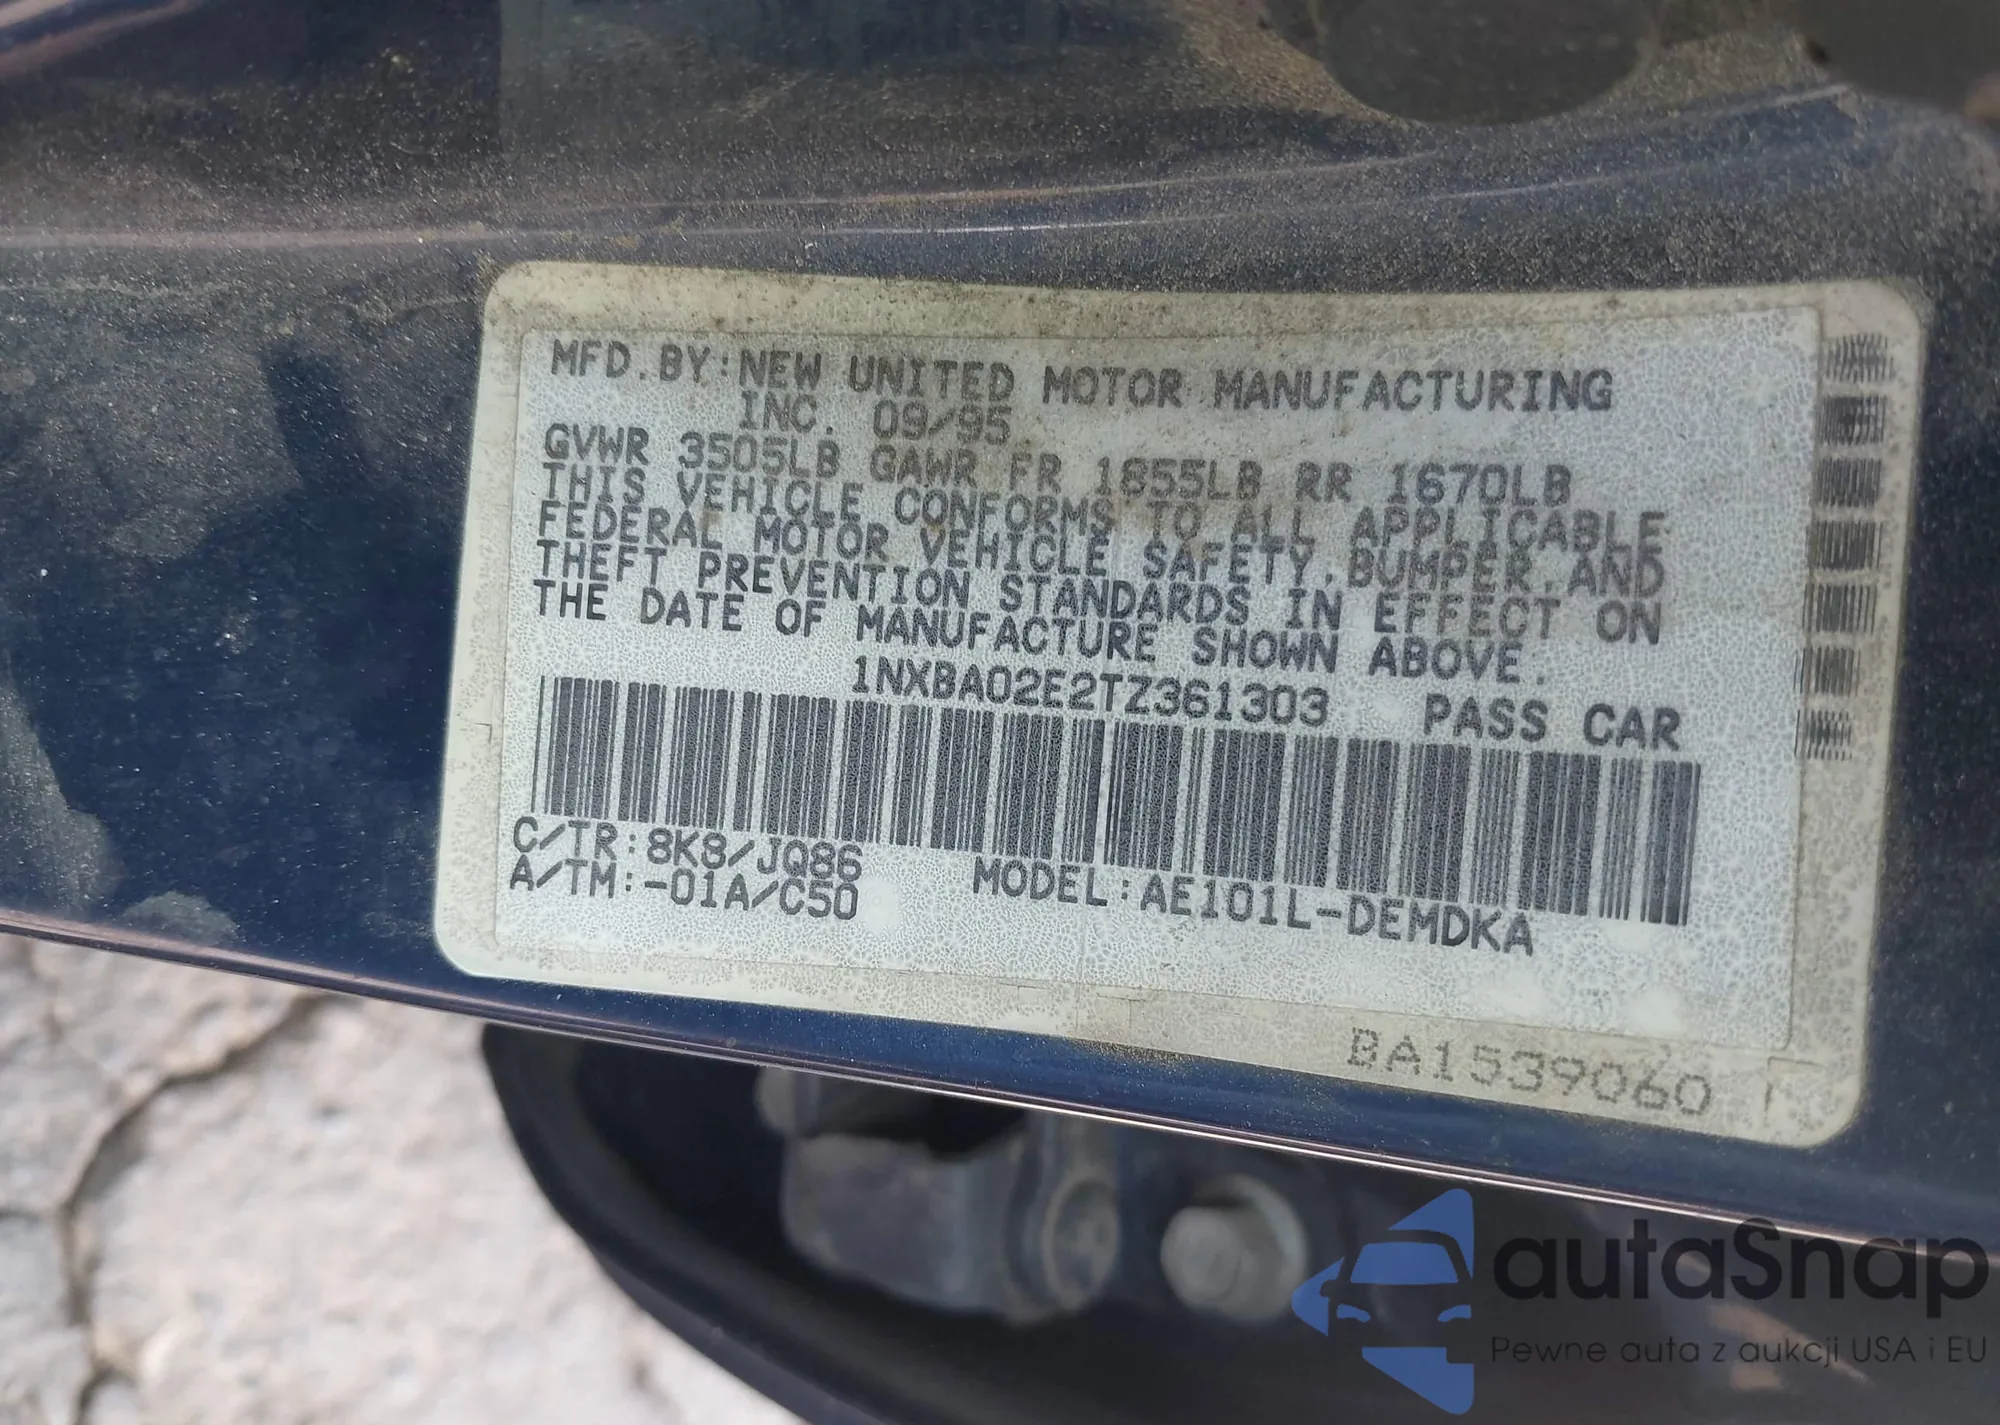 MFD.BY:NEW UNITED MOTOR MANUFACTURING
INC. 09/95
GVWR 3505LB GAWR FR 1855LB RR 1670LB
THIS VEHICLE CONFORMS TO ALL APPLICABLE
FEDERAL MOTOR VEHICLE SAFETY, BUMPER, AND
THEFT PREVENTION STANDARDS IN EFFECT ON
THE DATE OF MANUFACTURE SHOWN ABOVE.
1NXBA02E2TZ361303 PASS CAR
C/TR:8K8/JQ86
A/TM:-01A/C50 MODEL:AE101L-DEMDKA
BA1539060
autaSnap
Pewne auta z aukcji USA i EU